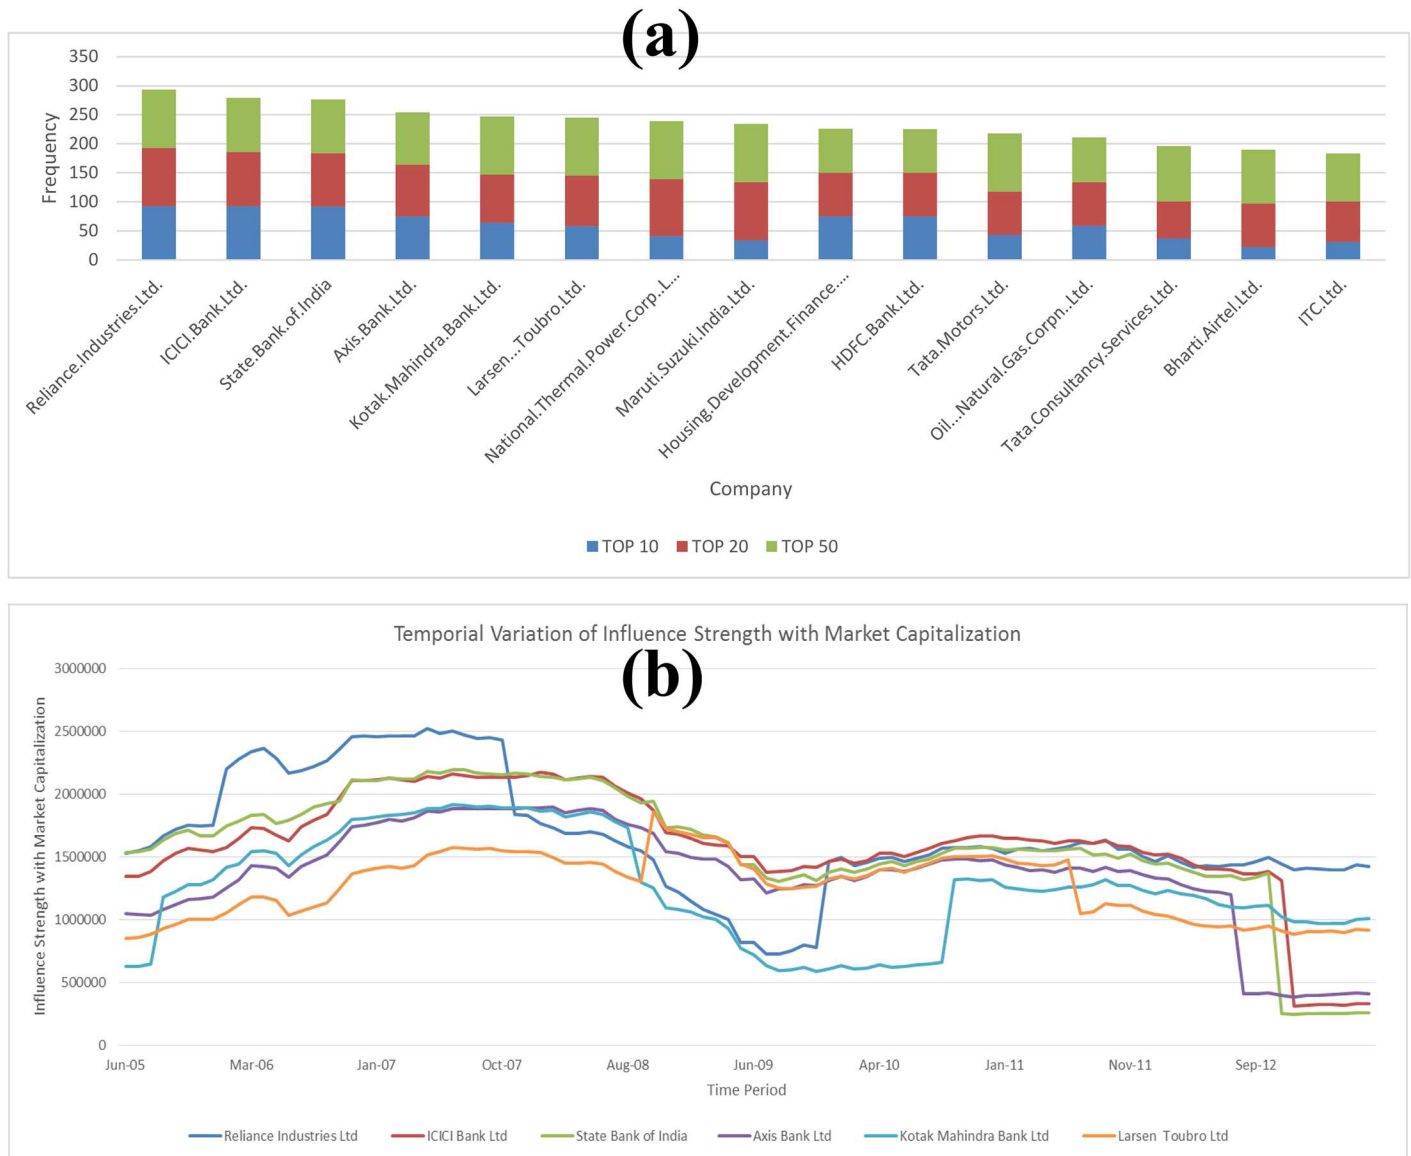 (a)
350
300
250
200
150
100
50
0
Frequency
Reliance.Industries.Ltd.
ICICI.Bank.Ltd.
State.Bank.of.India
Axis.Bank.Ltd.
Kotak.Mahindra.Bank.Ltd.
Larsen...Toubro.Ltd.
National.Thermal.Power.Corp..L...
Maruti.Suzuki.India.Ltd.
Housing.Development.Finance....
HDFC.Bank.Ltd.
Tata.Motors.Ltd.
Oil...Natural.Gas.Corpn.Ltd.
Tata.Consultancy.Services.Ltd.
Bharti.Airtel.Ltd.
ITC.Ltd.
Company
TOP 10 TOP 20 TOP 50
Temporial Variation of Influence Strength with Market Capitalization
(b)
3000000
2500000
2000000
1500000
1000000
500000
0
Influence Strength with Market Capitalization
Jun-05 Mar-06 Jan-07 Oct-07 Aug-08 Jun-09 Apr-10 Jan-11 Nov-11 Sep-12
Time Period
Reliance Industries Ltd ICICI Bank Ltd State Bank of India Axis Bank Ltd Kotak Mahindra Bank Ltd Larsen Toubro Ltd